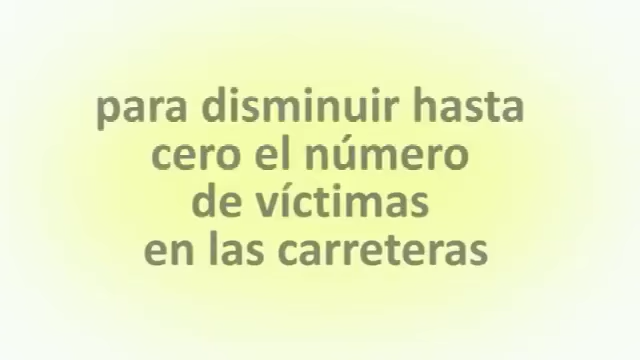 para disminuir hasta
cero el número
de víctimas
en las carreteras